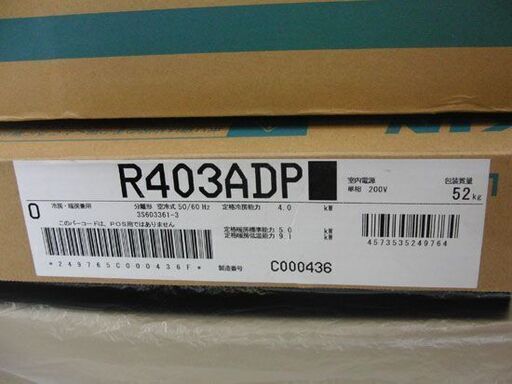 R403ADP
室内電源
単相 200V
包装質量
52kg
O
冷房・暖房兼用
分離形 空冷式 50/60 Hz
3S603361-3
定格冷房能力 4.0 kW
このバーコードは、POS用ではありません
定格暖房標準能力 5.0 kW
定格暖房低温能力 9.1 kW
*249765C000436F*
製造番号 C000436
4573535249764